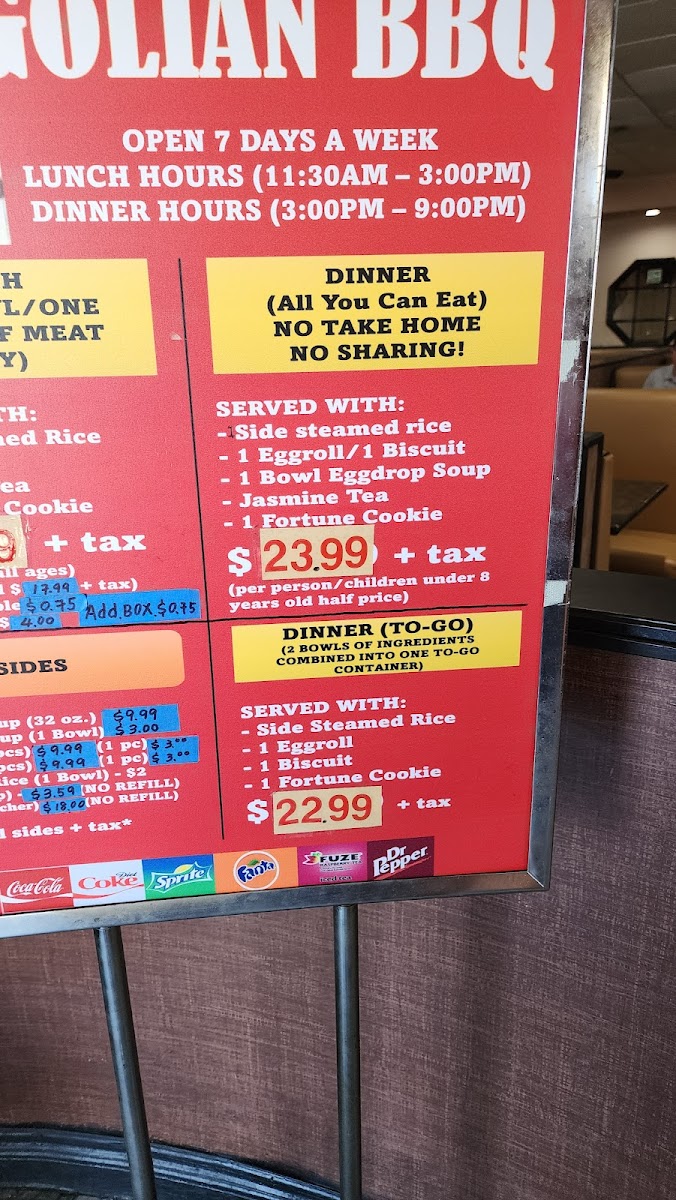 GOLIAN BBQ
OPEN 7 DAYS A WEEK
LUNCH HOURS (11:30AM – 3:00PM)
DINNER HOURS (3:00PM – 9:00PM)
H
L/ONE
F MEAT
Y)
TH:
ed Rice
ea
Cookie
9 + tax
all ages)
$ 17.99 + tax)
$0.75 Add.BOX $0.75
$ 4.00
DINNER
(All You Can Eat)
NO TAKE HOME
NO SHARING!
SERVED WITH:
- Side steamed rice
- 1 Eggroll/1 Biscuit
- 1 Bowl Eggdrop Soup
- Jasmine Tea
- 1 Fortune Cookie
$ 23.99 + tax
(per person/children under 8
years old half price)
SIDES
up (32 oz.) $9.99
up (1 Bowl) $3.00
pcs) $9.99 (1 pc) $3.00
pcs) $9.99 (1 pc) $3.00
ice (1 Bowl) - $2
p) - $3.59 (NO REFILL)
cher) $18.00 (NO REFILL)
l sides + tax*
DINNER (TO-GO)
(2 BOWLS OF INGREDIENTS
COMBINED INTO ONE TO-GO
CONTAINER)
SERVED WITH:
- Side Steamed Rice
- 1 Eggroll
- 1 Biscuit
- 1 Fortune Cookie
$ 22.99 + tax
Coca-Cola
Diet Coke
Sprite
Fanta
FUZE
RASPBERRY TEA
iced tea
Dr Pepper